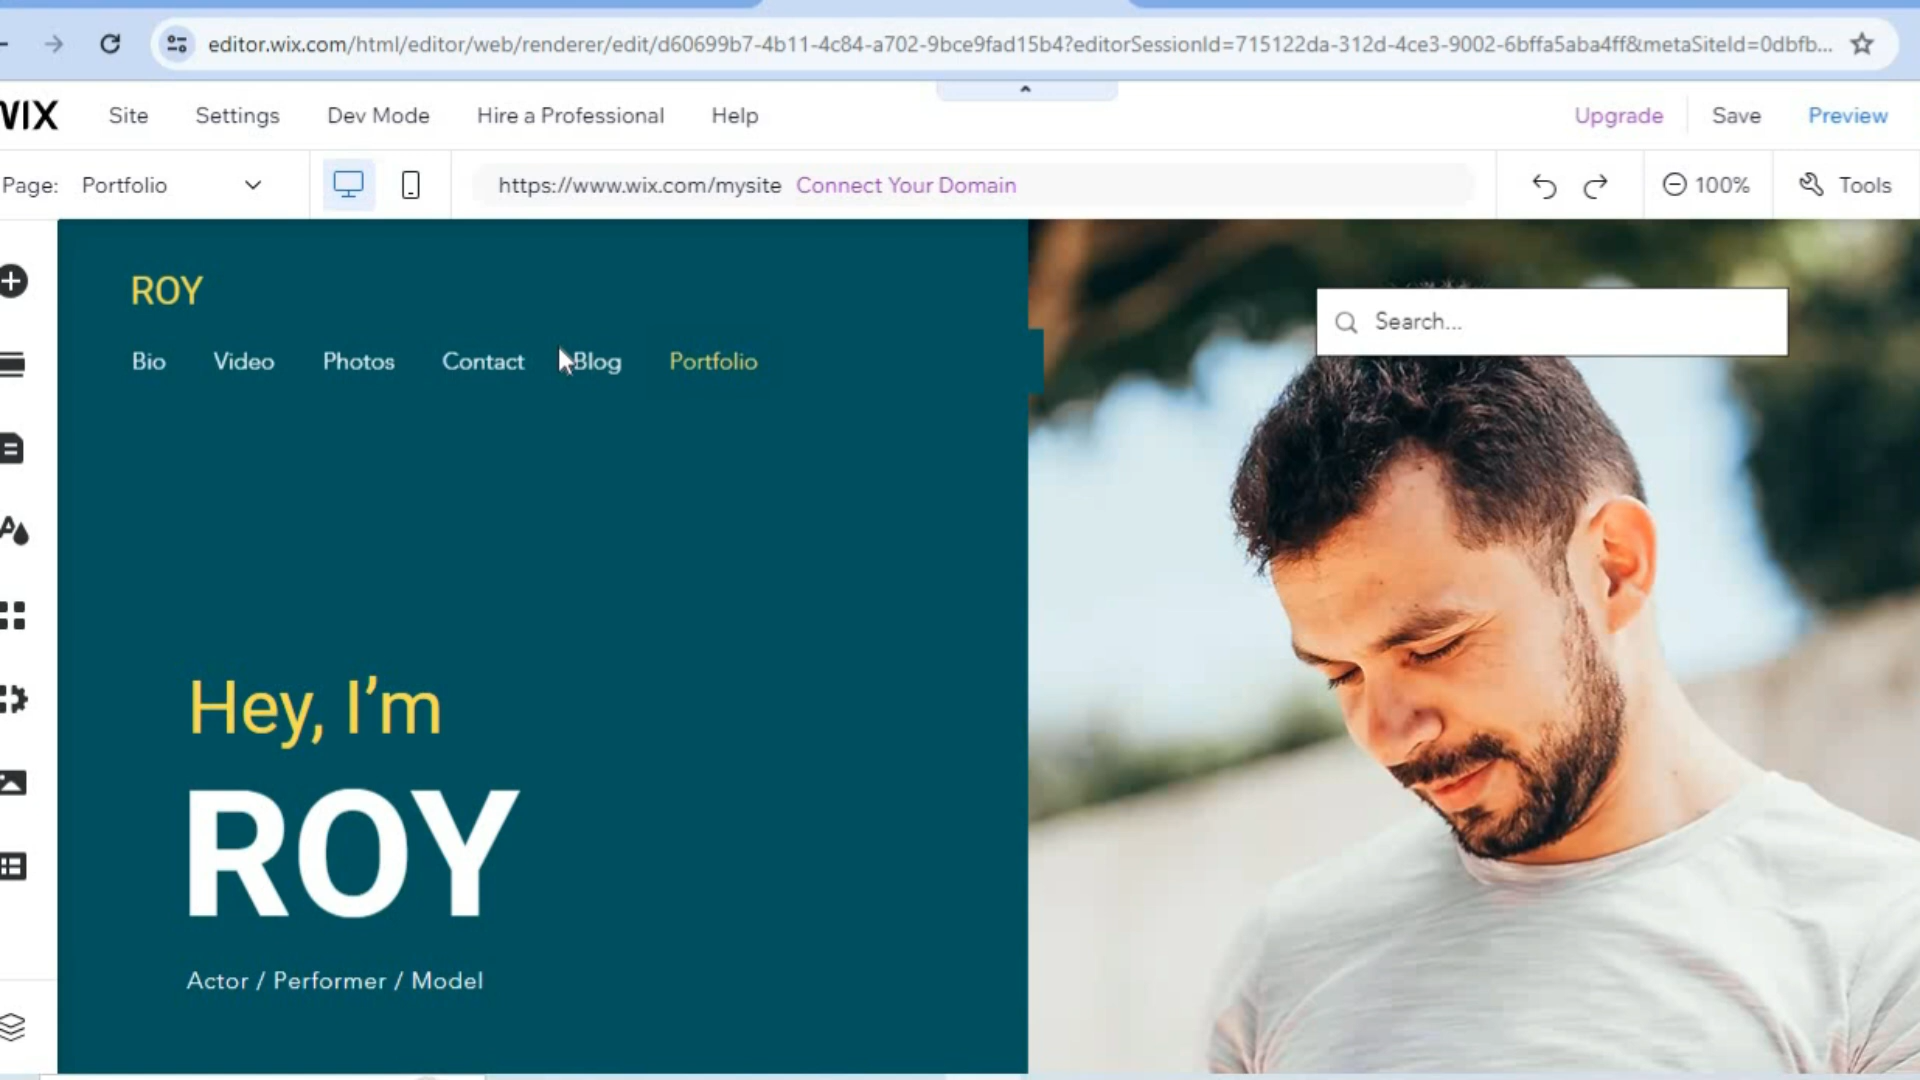 editor.wix.com/html/editor/web/renderer/edit/d60699b7-4b11-4c84-a702-9bce9fad15b4?editorSessionId=715122da-312d-4ce3-9002-6bffa5aba4ff&metaSiteId=0dbfb...
WIX Site Settings Dev Mode Hire a Professional Help Upgrade Save Preview
Page: Portfolio https://www.wix.com/mysite Connect Your Domain 100% Tools
ROY
Search...
Bio Video Photos Contact Blog Portfolio
Hey, I’m
ROY
Actor / Performer / Model